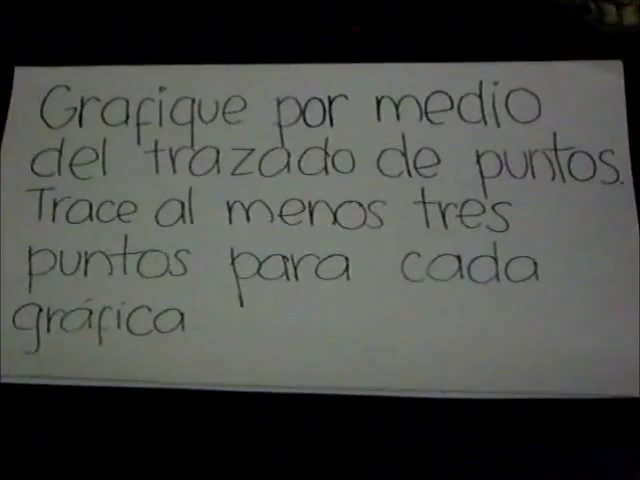 Grafique por medio
del trazado de puntos.
Trace al menos tres
puntos para cada
gráfica